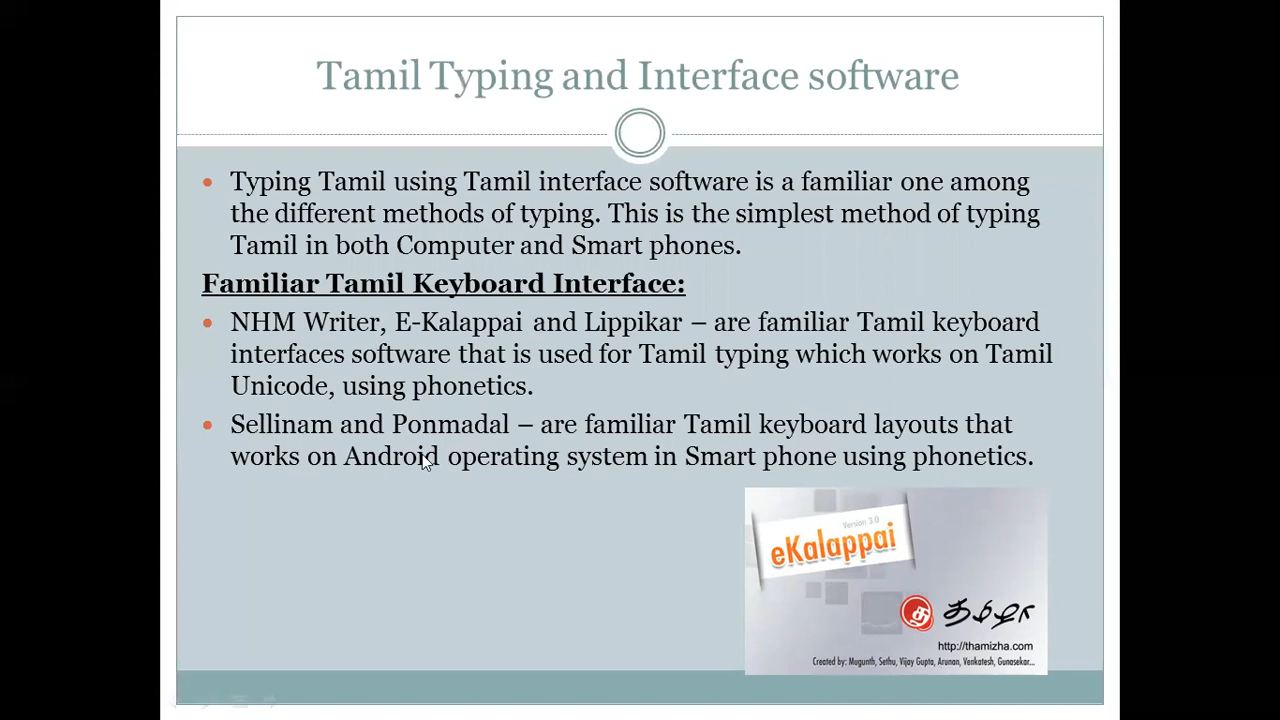 Tamil Typing and Interface software
• Typing Tamil using Tamil interface software is a familiar one among
the different methods of typing. This is the simplest method of typing
Tamil in both Computer and Smart phones.
Familiar Tamil Keyboard Interface:
• NHM Writer, E-Kalappai and Lippikar – are familiar Tamil keyboard
interfaces software that is used for Tamil typing which works on Tamil
Unicode, using phonetics.
• Sellinam and Ponmadal – are familiar Tamil keyboard layouts that
works on Android operating system in Smart phone using phonetics.
Version 3.0
eKalappai
த தமிழா
http://thamizha.com
Created by: Mugunth, Sethu, Vijay Gupta, Arunan, Venkatesh, Gunasekar...